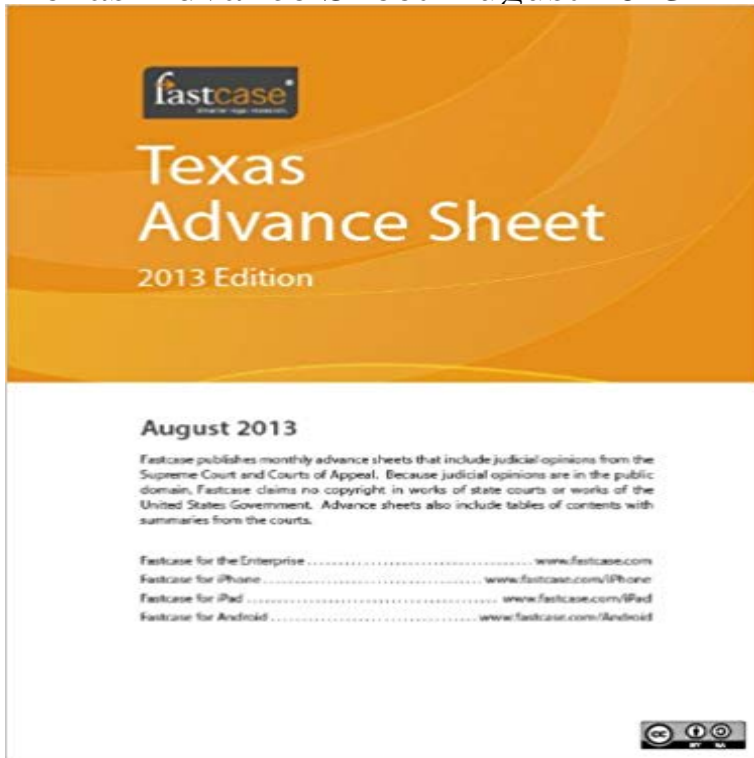 fastcase®
Texas
Advance Sheet
2013 Edition
August 2013
Fastcase publishes monthly advance sheets that include judicial opinions from the
Supreme Court and Courts of Appeal. Because judicial opinions are in the public
domain, Fastcase claims no copyright in works of state courts or works of the
United States Government. Advance sheets also include tables of contents with
summaries from the courts.
Fastcase for the Enterprise . . . . . . . . . . . . . . . . . . . . . . . . . . . . . . . . . . . www.fastcase.com
Fastcase for iPhone . . . . . . . . . . . . . . . . . . . . . . . . . . . . . . . . . . www.fastcase.com/iPhone
Fastcase for iPad . . . . . . . . . . . . . . . . . . . . . . . . . . . . . . . . . . . . . www.fastcase.com/iPad
Fastcase for Android . . . . . . . . . . . . . . . . . . . . . . . . . . . . . . . . . www.fastcase.com/Android
cc BY SA